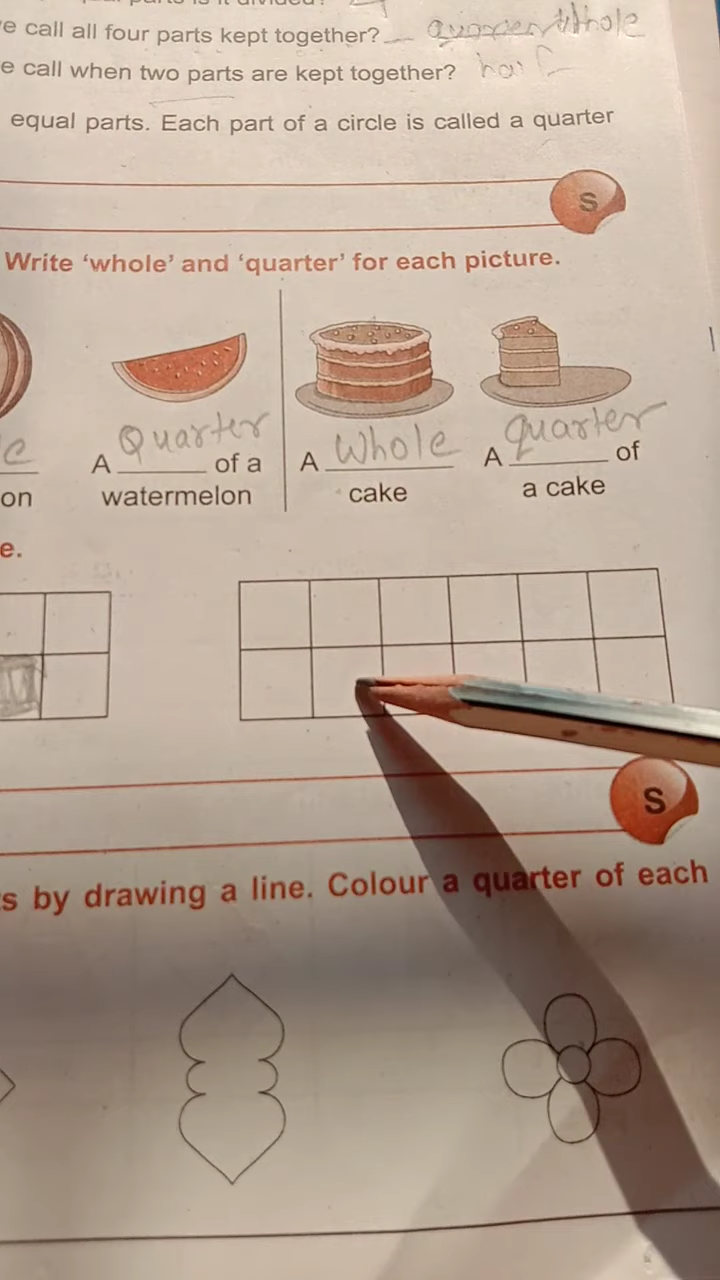 e call all four parts kept together? whole
e call when two parts are kept together? half
equal parts. Each part of a circle is called a quarter
S
Write ‘whole’ and ‘quarter’ for each picture.
e A Quarter of a A Whole A quarter of
on watermelon cake a cake
e.
S
s by drawing a line. Colour a quarter of each